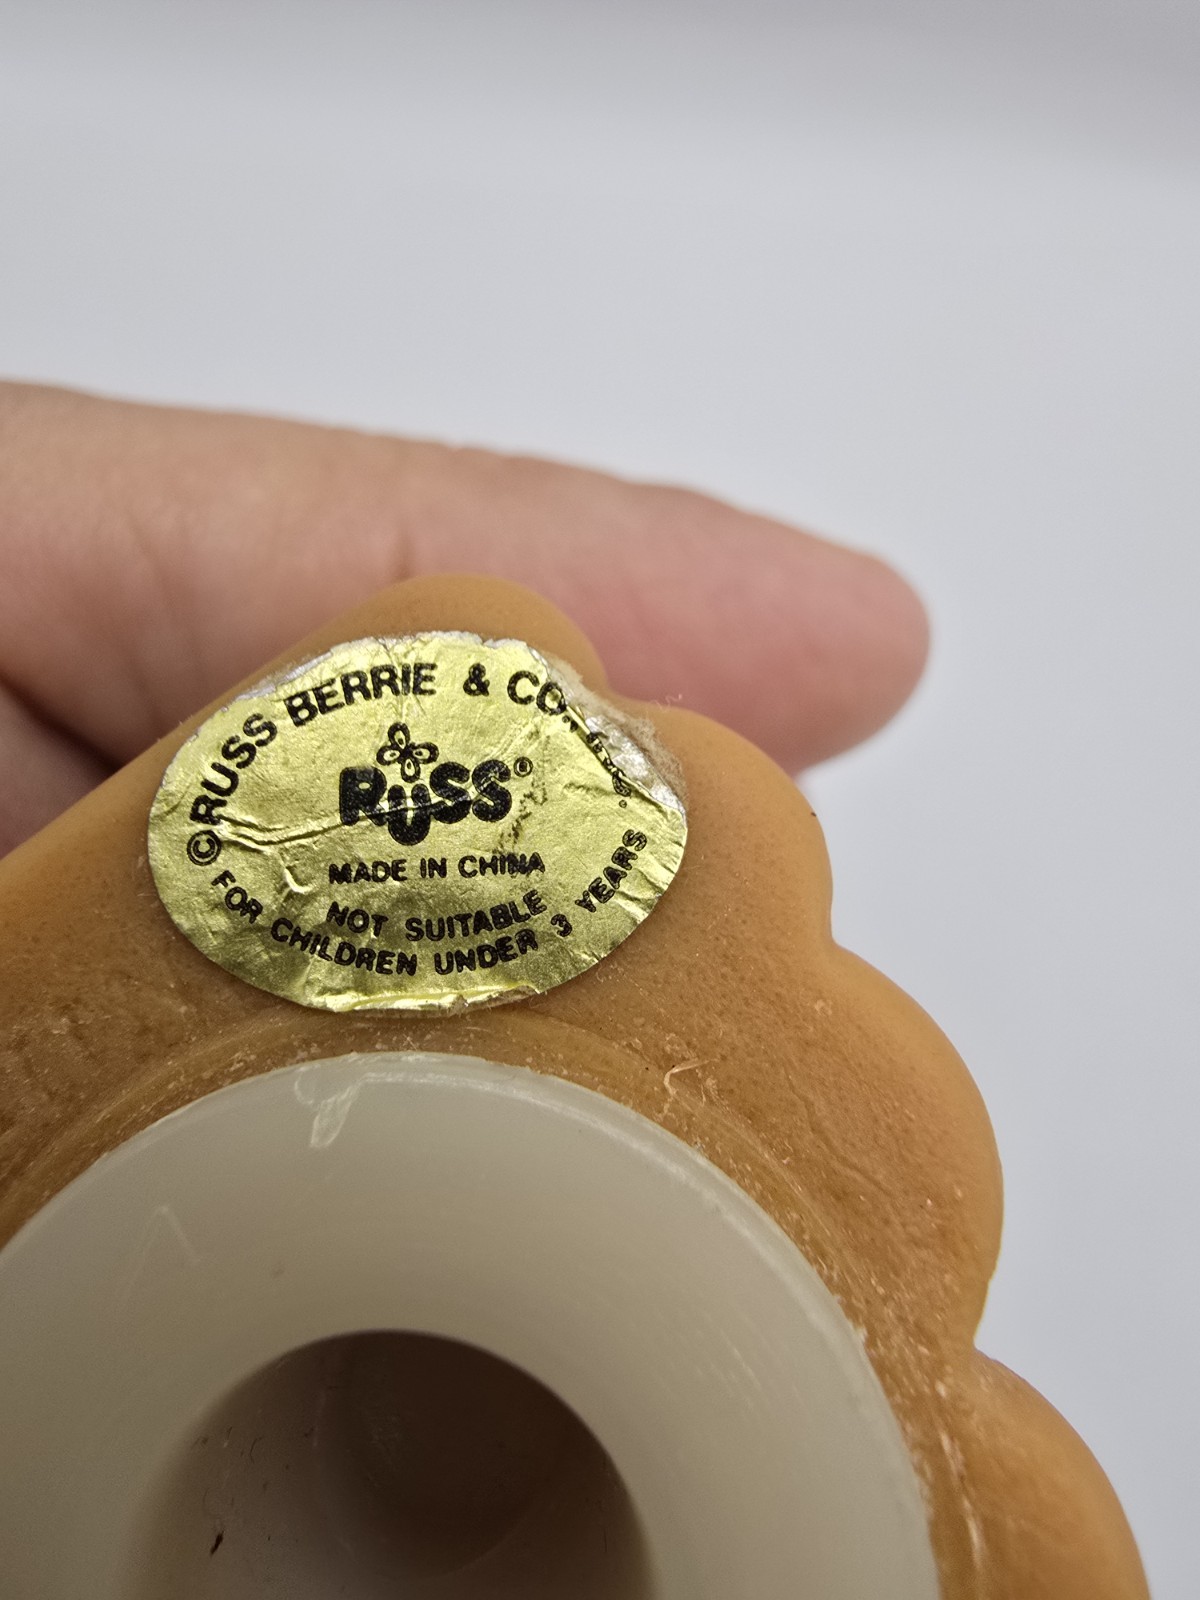 ©RUSS BERRIE & CO.
RUSS®
MADE IN CHINA
NOT SUITABLE
FOR CHILDREN UNDER 3 YEARS